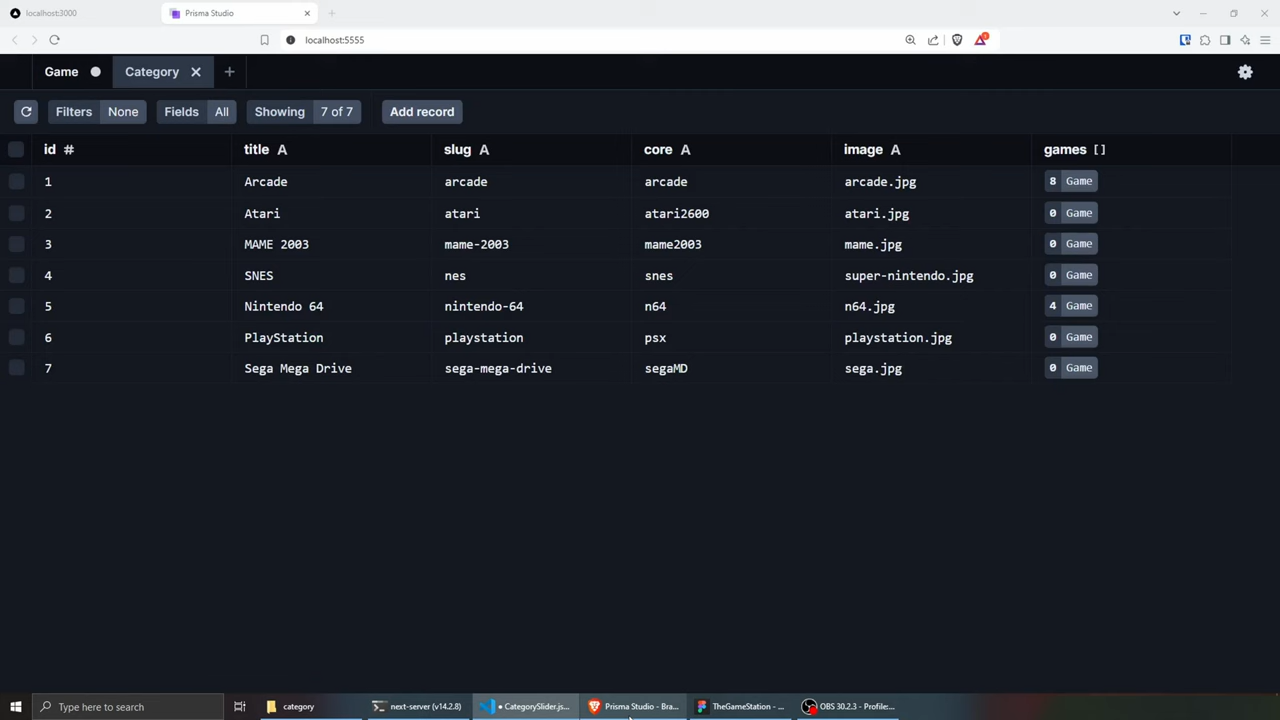 localhost:3000 Prisma Studio
localhost:5555
Game Category
Filters None Fields All Showing 7 of 7 Add record
id # title A slug A core A image A games []
1 Arcade arcade arcade arcade.jpg 8 Game
2 Atari atari atari2600 atari.jpg 0 Game
3 MAME 2003 mame-2003 mame2003 mame.jpg 0 Game
4 SNES nes snes super-nintendo.jpg 0 Game
5 Nintendo 64 nintendo-64 n64 n64.jpg 4 Game
6 PlayStation playstation psx playstation.jpg 0 Game
7 Sega Mega Drive sega-mega-drive segaMD sega.jpg 0 Game
Type here to search category next-server (v14.2.8) • CategorySlider.js... Prisma Studio - Bra... TheGameStation - ... OBS 30.2.3 - Profile:...